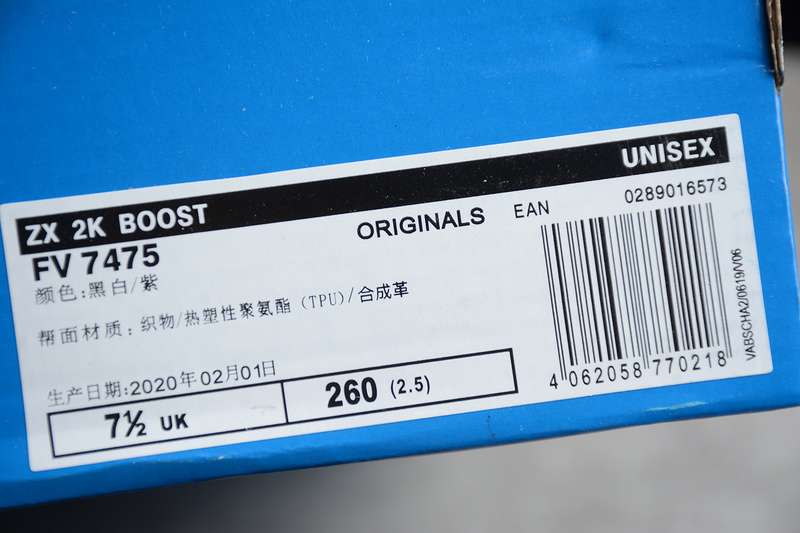 UNISEX
ZX 2K BOOST
FV 7475
ORIGINALS
EAN
0289016573
颜色:黑白/紫
帮面材质: 织物/热塑性聚氨酯 (TPU)/合成革
生产日期:2020年02月01日
7½ UK
260 (2.5)
4 062058 770218
VABSCHA2/0619/V06